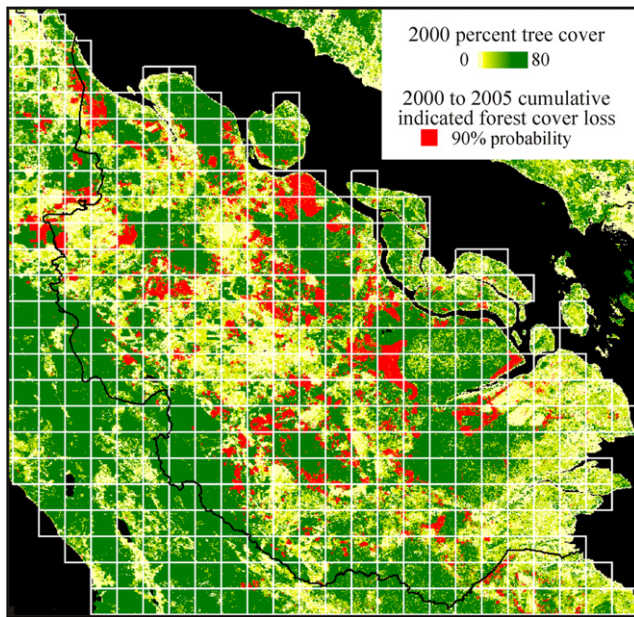 2000 percent tree cover
0 80
2000 to 2005 cumulative
indicated forest cover loss
90% probability